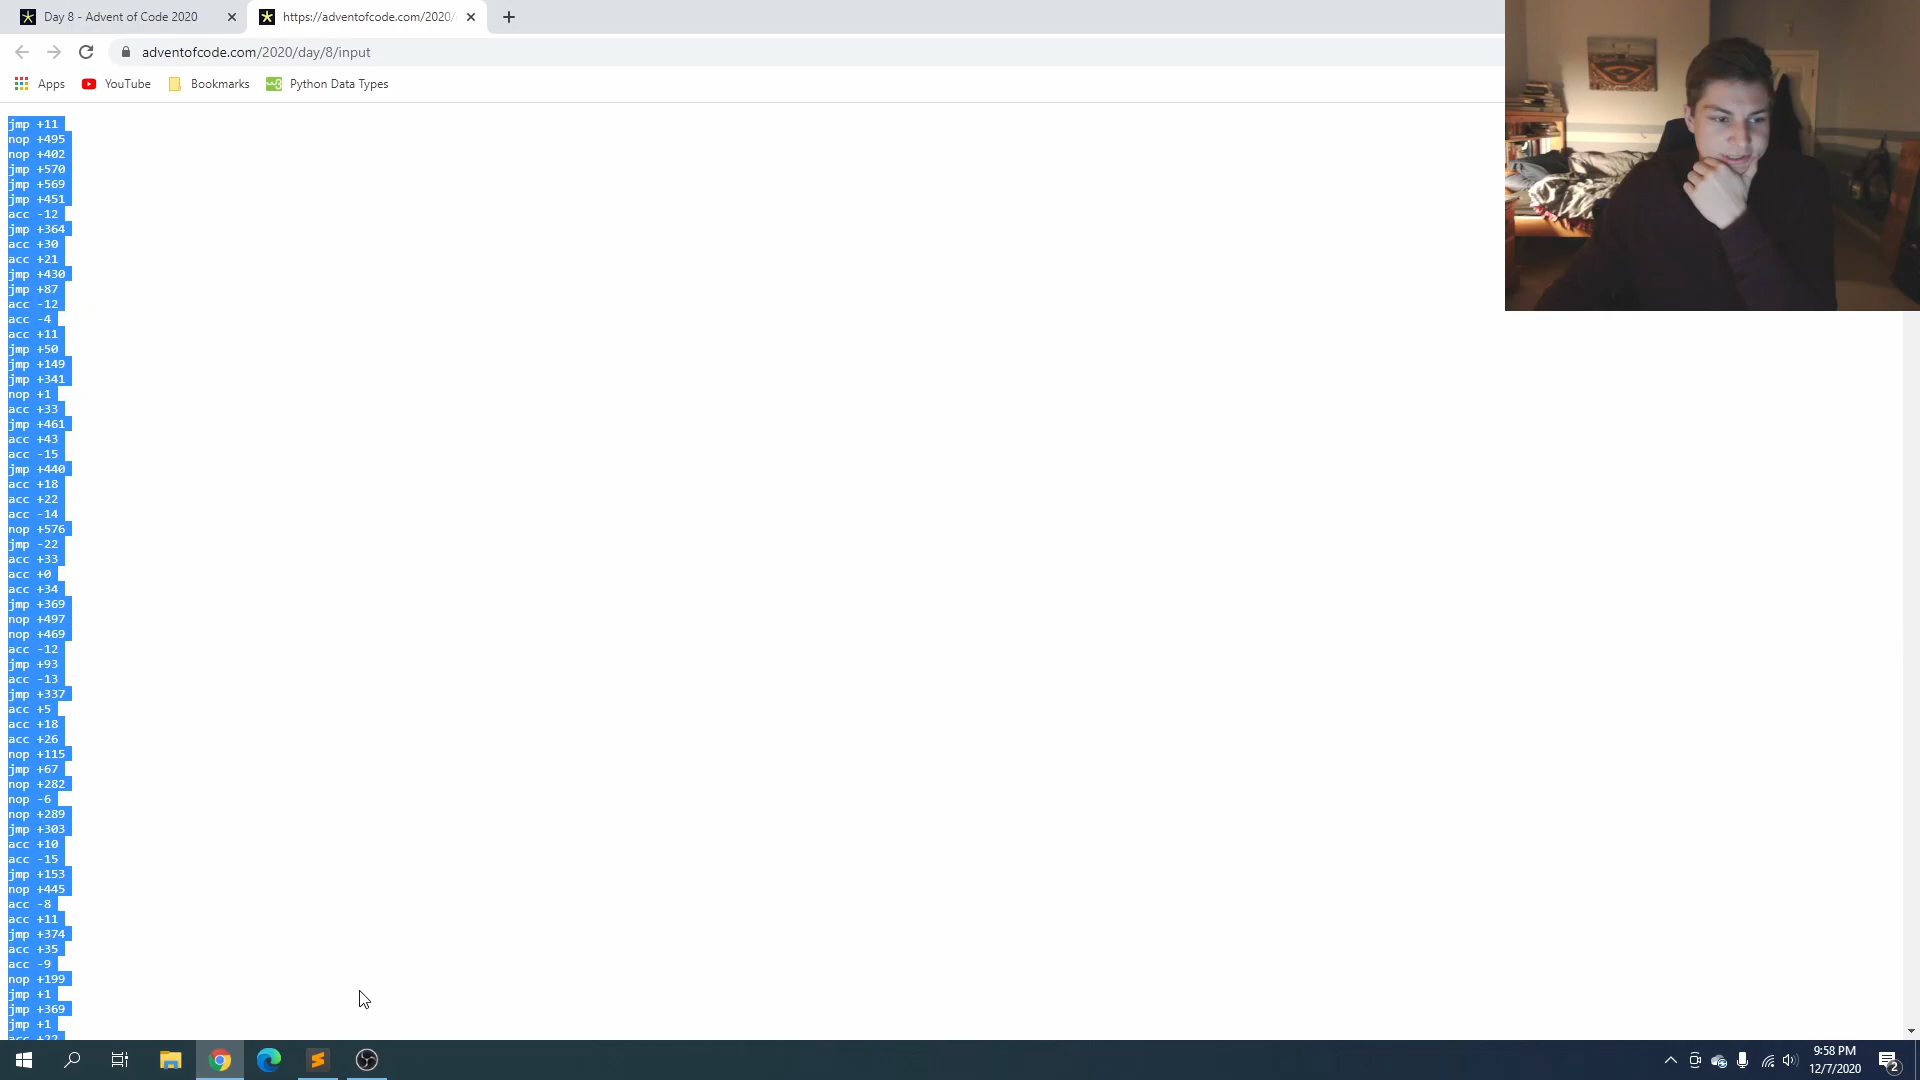 Day 8 - Advent of Code 2020
https://adventofcode.com/2020/
adventofcode.com/2020/day/8/input
Apps
YouTube
Bookmarks
Python Data Types
jmp +11
nop +495
nop +402
jmp +570
jmp +569
jmp +451
acc -12
jmp +364
acc +30
acc +21
jmp +430
jmp +87
acc -12
acc -4
acc +11
jmp +50
jmp +149
jmp +341
nop +1
acc +33
jmp +461
acc +43
acc -15
jmp +440
acc +18
acc +22
acc -14
nop +576
jmp -22
acc +33
acc +0
acc +34
jmp +369
nop +497
nop +469
acc -12
jmp +93
acc -13
jmp +337
acc +5
acc +18
acc +26
nop +115
jmp +67
nop +282
nop -6
nop +289
jmp +303
acc +10
acc -15
jmp +153
nop +445
acc -8
acc +11
jmp +374
acc +35
acc -9
nop +199
jmp +1
jmp +369
jmp +1
acc +22
9:58 PM
12/7/2020
2